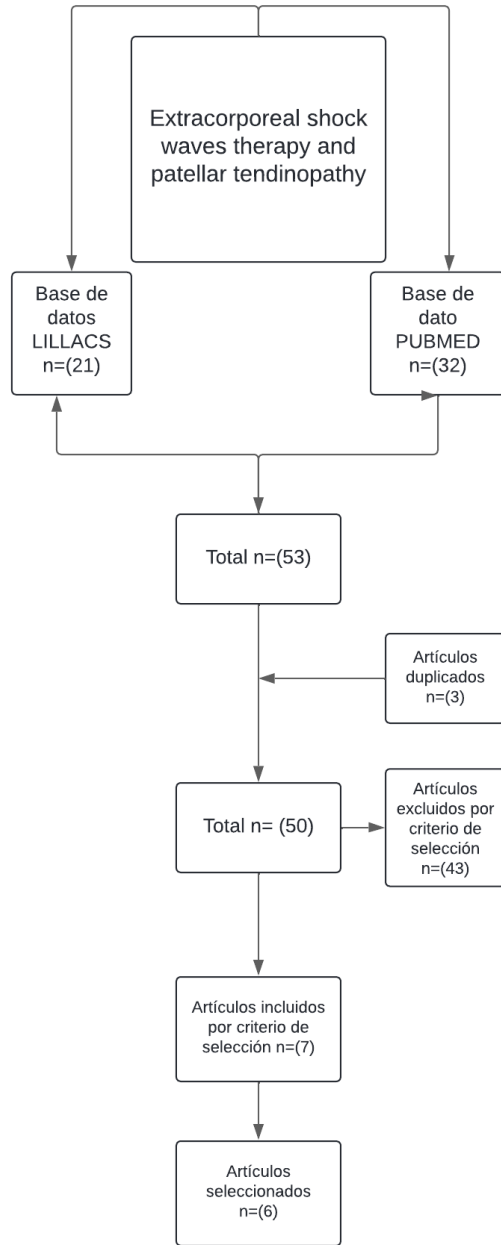 Extracorporeal shock
waves therapy and
patellar tendinopathy
Base de
datos
LILLACS
n=(21)
Base de
dato
PUBMED
n=(32)
Total n=(53)
Artículos
duplicados
n=(3)
Total n= (50)
Artículos
excluidos por
criterio de
selección
n=(43)
Artículos incluidos
por criterio de
selección n=(7)
Artículos
seleccionados
n=(6)